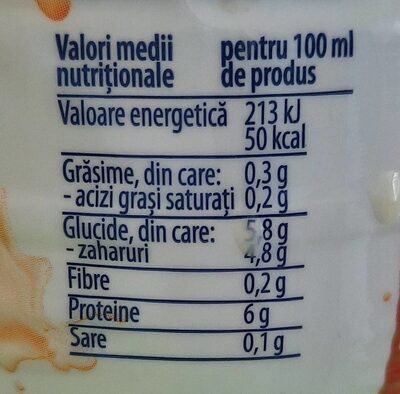 Valori medii pentru 100 ml
nutriționale de produs
Valoare energetică 213 kJ
50 kcal
Grăsime, din care: 0,3 g
- acizi grași saturați 0,2 g
Glucide, din care: 5,8 g
- zaharuri 4,8 g
Fibre 0,2 g
Proteine 6 g
Sare 0,1 g